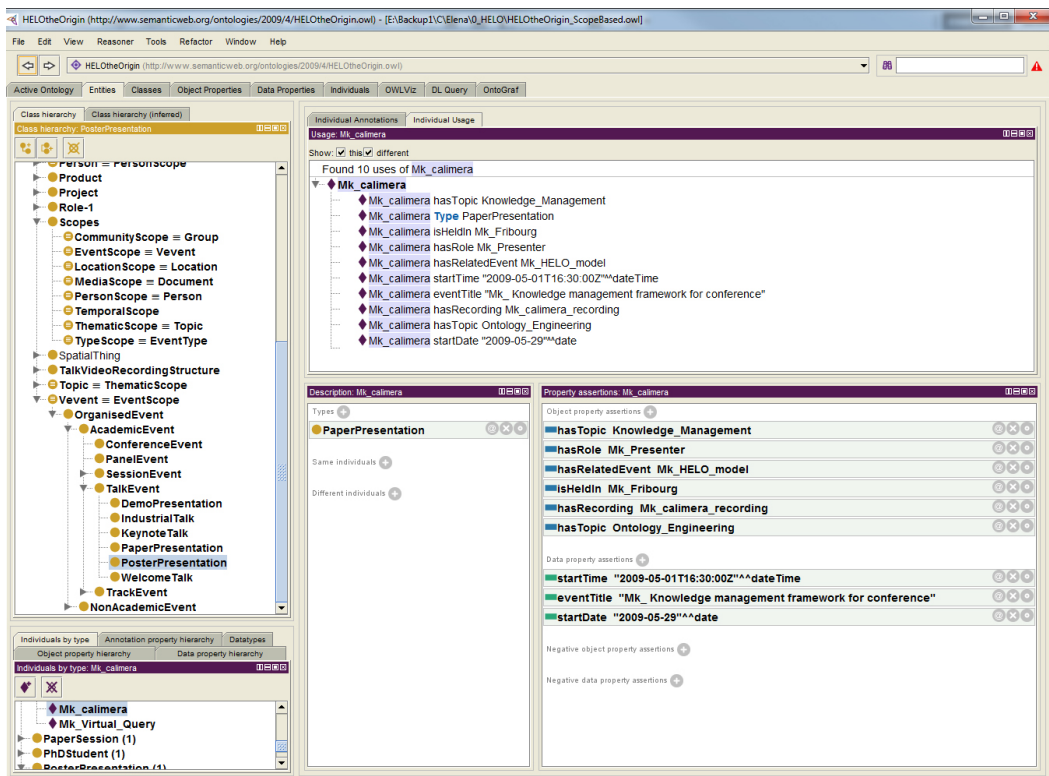 HELOtheOrigin (http://www.semanticweb.org/ontologies/2009/4/HELOtheOrigin.owl) - [E:\Backup1\C\Elena\0_HELO\HELOtheOrigin_ScopeBased.owl]
File Edit View Reasoner Tools Refactor Window Help
HELOtheOrigin (http://www.semanticweb.org/ontologies/2009/4/HELOtheOrigin.owl)
Active Ontology Entities Classes Object Properties Data Properties Individuals OWLViz DL Query OntoGraf
Class hierarchy Class hierarchy (inferred)
Class hierarchy: PosterPresentation
Person ≡ PersonScope
Product
Project
Role-1
Scopes
CommunityScope ≡ Group
EventScope ≡ Vevent
LocationScope ≡ Location
MediaScope ≡ Document
PersonScope ≡ Person
TemporalScope
ThematicScope ≡ Topic
TypeScope ≡ EventType
SpatialThing
TalkVideoRecordingStructure
Topic ≡ ThematicScope
Vevent ≡ EventScope
OrganisedEvent
AcademicEvent
ConferenceEvent
PanelEvent
SessionEvent
TalkEvent
DemoPresentation
IndustrialTalk
KeynoteTalk
PaperPresentation
PosterPresentation
WelcomeTalk
TrackEvent
NonAcademicEvent
Individuals by type Annotation property hierarchy Datatypes
Object property hierarchy Data property hierarchy
Individuals by type: Mk_calimera
Mk_calimera
Mk_Virtual_Query
PaperSession (1)
PhDStudent (1)
PosterPresentation (1)
Individual Annotations Individual Usage
Usage: Mk_calimera
Show: this different
Found 10 uses of Mk_calimera
Mk_calimera
Mk_calimera hasTopic Knowledge_Management
Mk_calimera Type PaperPresentation
Mk_calimera isHeldIn Mk_Fribourg
Mk_calimera hasRole Mk_Presenter
Mk_calimera hasRelatedEvent Mk_HELO_model
Mk_calimera startTime "2009-05-01T16:30:00Z"^^dateTime
Mk_calimera eventTitle "Mk_ Knowledge management framework for conference"
Mk_calimera hasRecording Mk_calimera_recording
Mk_calimera hasTopic Ontology_Engineering
Mk_calimera startDate "2009-05-29"^^date
Description: Mk_calimera
Types
PaperPresentation
Same individuals
Different individuals
Property assertions: Mk_calimera
Object property assertions
hasTopic Knowledge_Management
hasRole Mk_Presenter
hasRelatedEvent Mk_HELO_model
isHeldIn Mk_Fribourg
hasRecording Mk_calimera_recording
hasTopic Ontology_Engineering
Data property assertions
startTime "2009-05-01T16:30:00Z"^^dateTime
eventTitle "Mk_ Knowledge management framework for conference"
startDate "2009-05-29"^^date
Negative object property assertions
Negative data property assertions